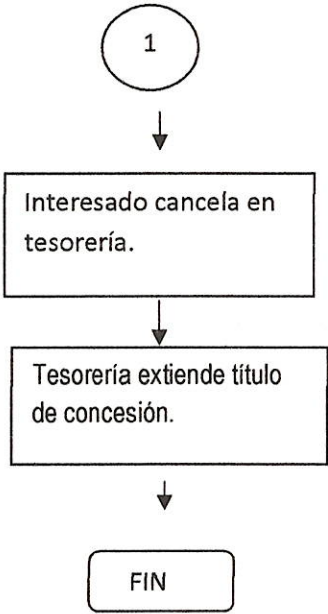 1
Interesado cancela en
tesorería.
Tesorería extiende título
de concesión.
FIN